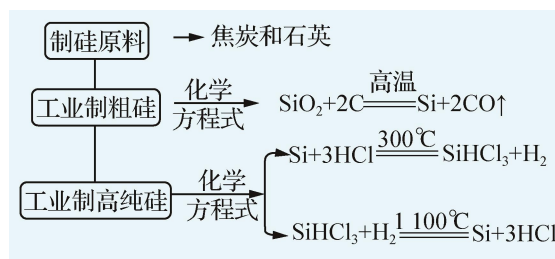 制硅原料 → 焦炭和石英
工业制粗硅 化学方程式 SiO₂+2C══高温══Si+2CO↑
Si+3HCl══300℃══SiHCl₃+H₂
工业制高纯硅 化学方程式
SiHCl₃+H₂══1 100℃══Si+3HCl